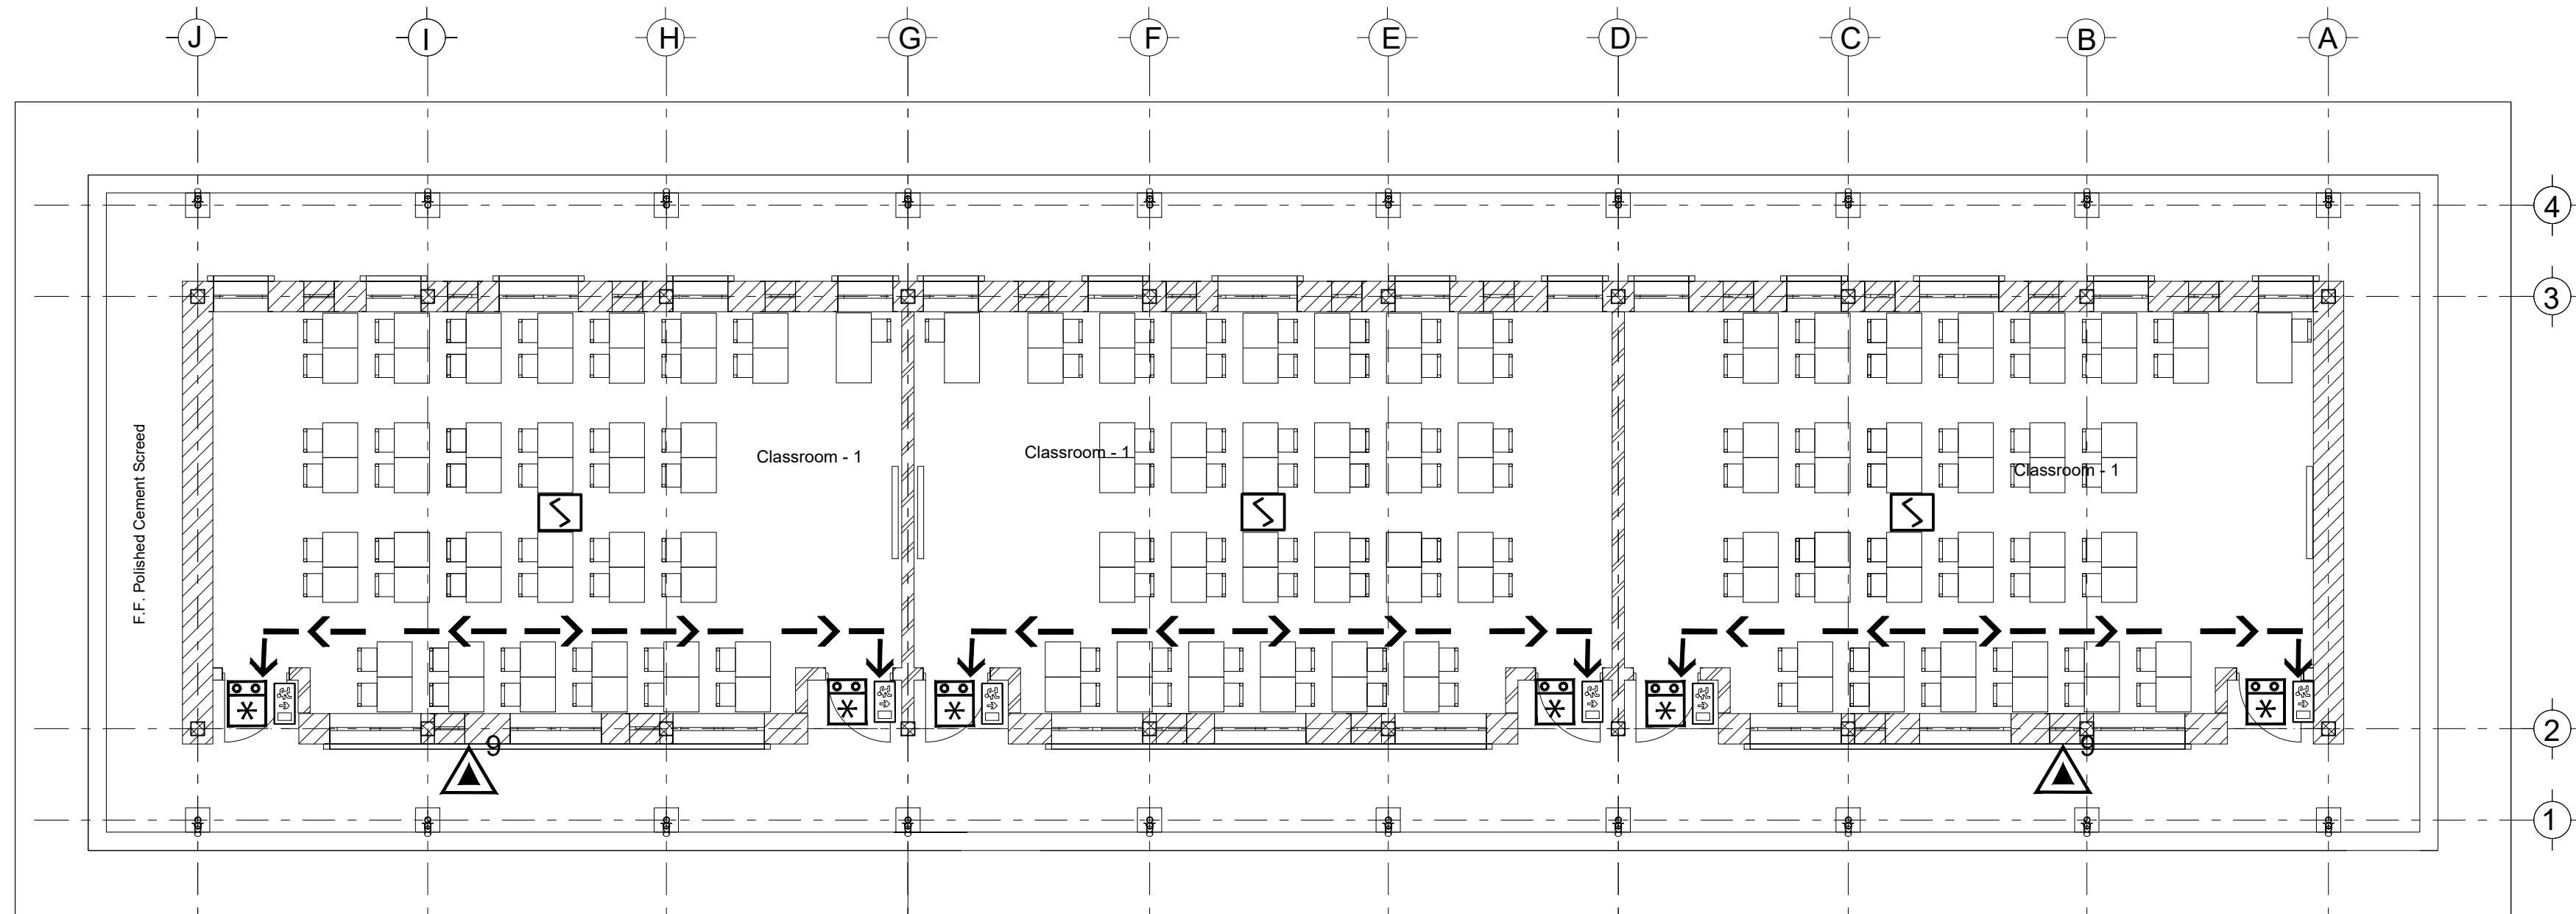 J I H G F E D C B A
4
3
F.F. Polished Cement Screed
Classroom - 1
Classroom - 1
Classroom - 1
2
9
9
1